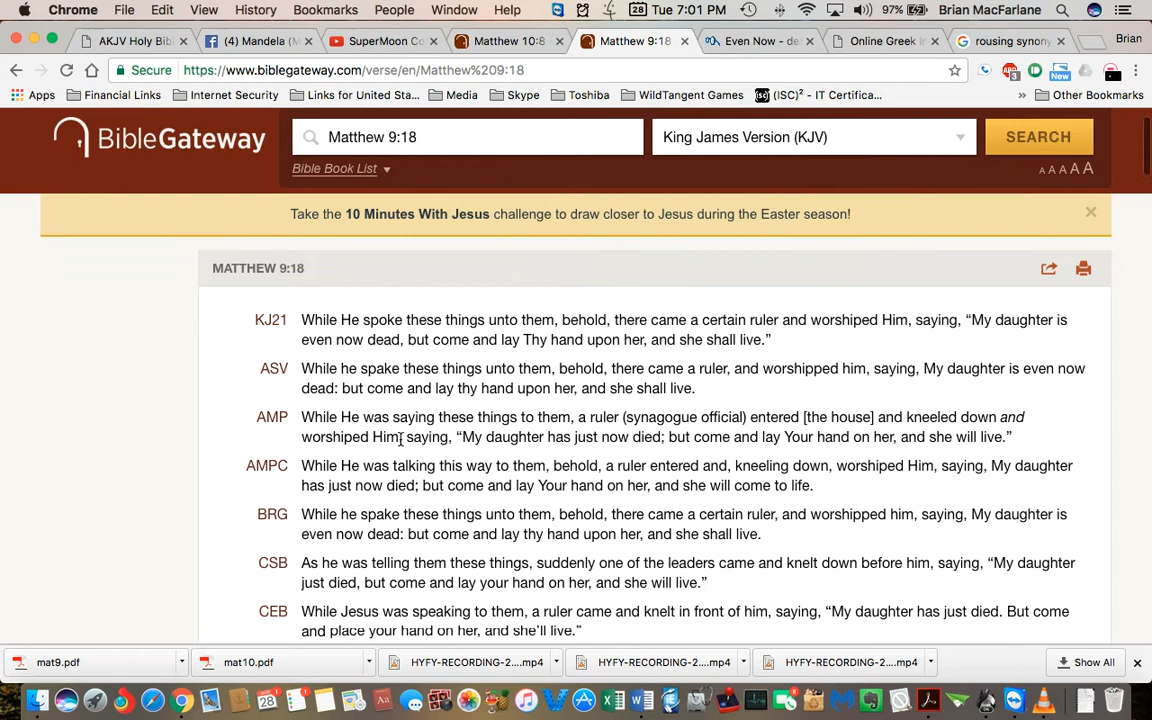 Chrome File Edit View History Bookmarks People Window Help 28 Tue 7:01 PM 97% Brian MacFarlane
AKJV Holy Bib × (4) Mandela (M × SuperMoon Co × Matthew 10:8 × Matthew 9:18 × Even Now - de × Online Greek In × rousing synony × Brian
Secure https://www.biblegateway.com/verse/en/Matthew%209:18 3 New
Apps Financial Links Internet Security Links for United Sta... Media Skype Toshiba WildTangent Games (ISC)² - IT Certifica... » Other Bookmarks
BibleGateway Matthew 9:18 King James Version (KJV) SEARCH
Bible Book List A A A A A
Take the 10 Minutes With Jesus challenge to draw closer to Jesus during the Easter season! ×
MATTHEW 9:18
KJ21 While He spoke these things unto them, behold, there came a certain ruler and worshiped Him, saying, “My daughter is
even now dead, but come and lay Thy hand upon her, and she shall live.”
ASV While he spake these things unto them, behold, there came a ruler, and worshipped him, saying, My daughter is even now
dead: but come and lay thy hand upon her, and she shall live.
AMP While He was saying these things to them, a ruler (synagogue official) entered [the house] and kneeled down and
worshiped Him, saying, “My daughter has just now died; but come and lay Your hand on her, and she will live.”
AMPC While He was talking this way to them, behold, a ruler entered and, kneeling down, worshiped Him, saying, My daughter
has just now died; but come and lay Your hand on her, and she will come to life.
BRG While he spake these things unto them, behold, there came a certain ruler, and worshipped him, saying, My daughter is
even now dead: but come and lay thy hand upon her, and she shall live.
CSB As he was telling them these things, suddenly one of the leaders came and knelt down before him, saying, “My daughter
just died, but come and lay your hand on her, and she will live.”
CEB While Jesus was speaking to them, a ruler came and knelt in front of him, saying, “My daughter has just died. But come
and place your hand on her, and she’ll live.”
mat9.pdf mat10.pdf HYFY-RECORDING-2....mp4 HYFY-RECORDING-2....mp4 HYFY-RECORDING-2....mp4 Show All ×